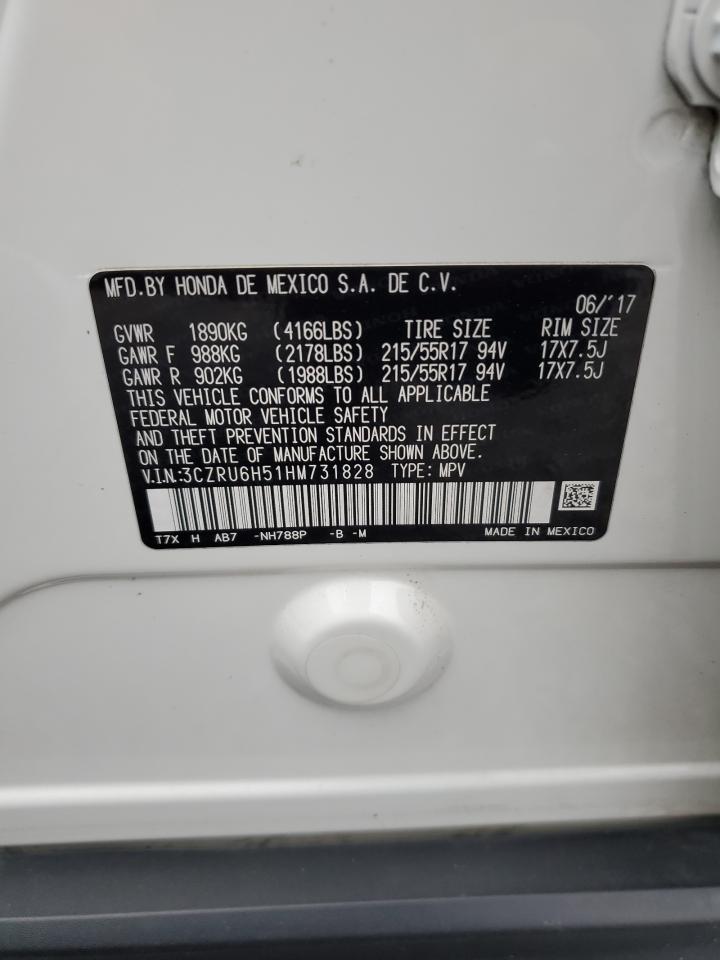 MFD.BY HONDA DE MEXICO S.A. DE C.V.
06/'17
GVWR 1890KG (4166LBS) TIRE SIZE RIM SIZE
GAWR F 988KG (2178LBS) 215/55R17 94V 17X7.5J
GAWR R 902KG (1988LBS) 215/55R17 94V 17X7.5J
THIS VEHICLE CONFORMS TO ALL APPLICABLE
FEDERAL MOTOR VEHICLE SAFETY
AND THEFT PREVENTION STANDARDS IN EFFECT
ON THE DATE OF MANUFACTURE SHOWN ABOVE.
V.I.N:3CZRU6H51HM731828 TYPE: MPV
T7X H AB7 -NH788P -B -M MADE IN MEXICO